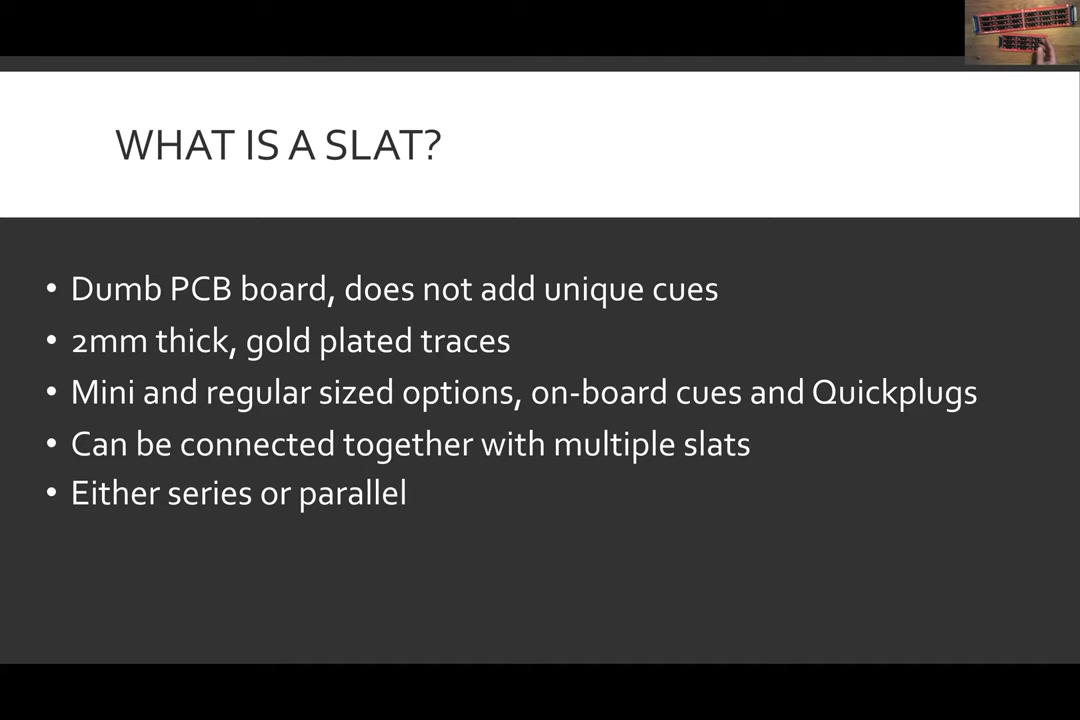 WHAT IS A SLAT?
• Dumb PCB board, does not add unique cues
• 2mm thick, gold plated traces
• Mini and regular sized options, on-board cues and Quickplugs
• Can be connected together with multiple slats
• Either series or parallel